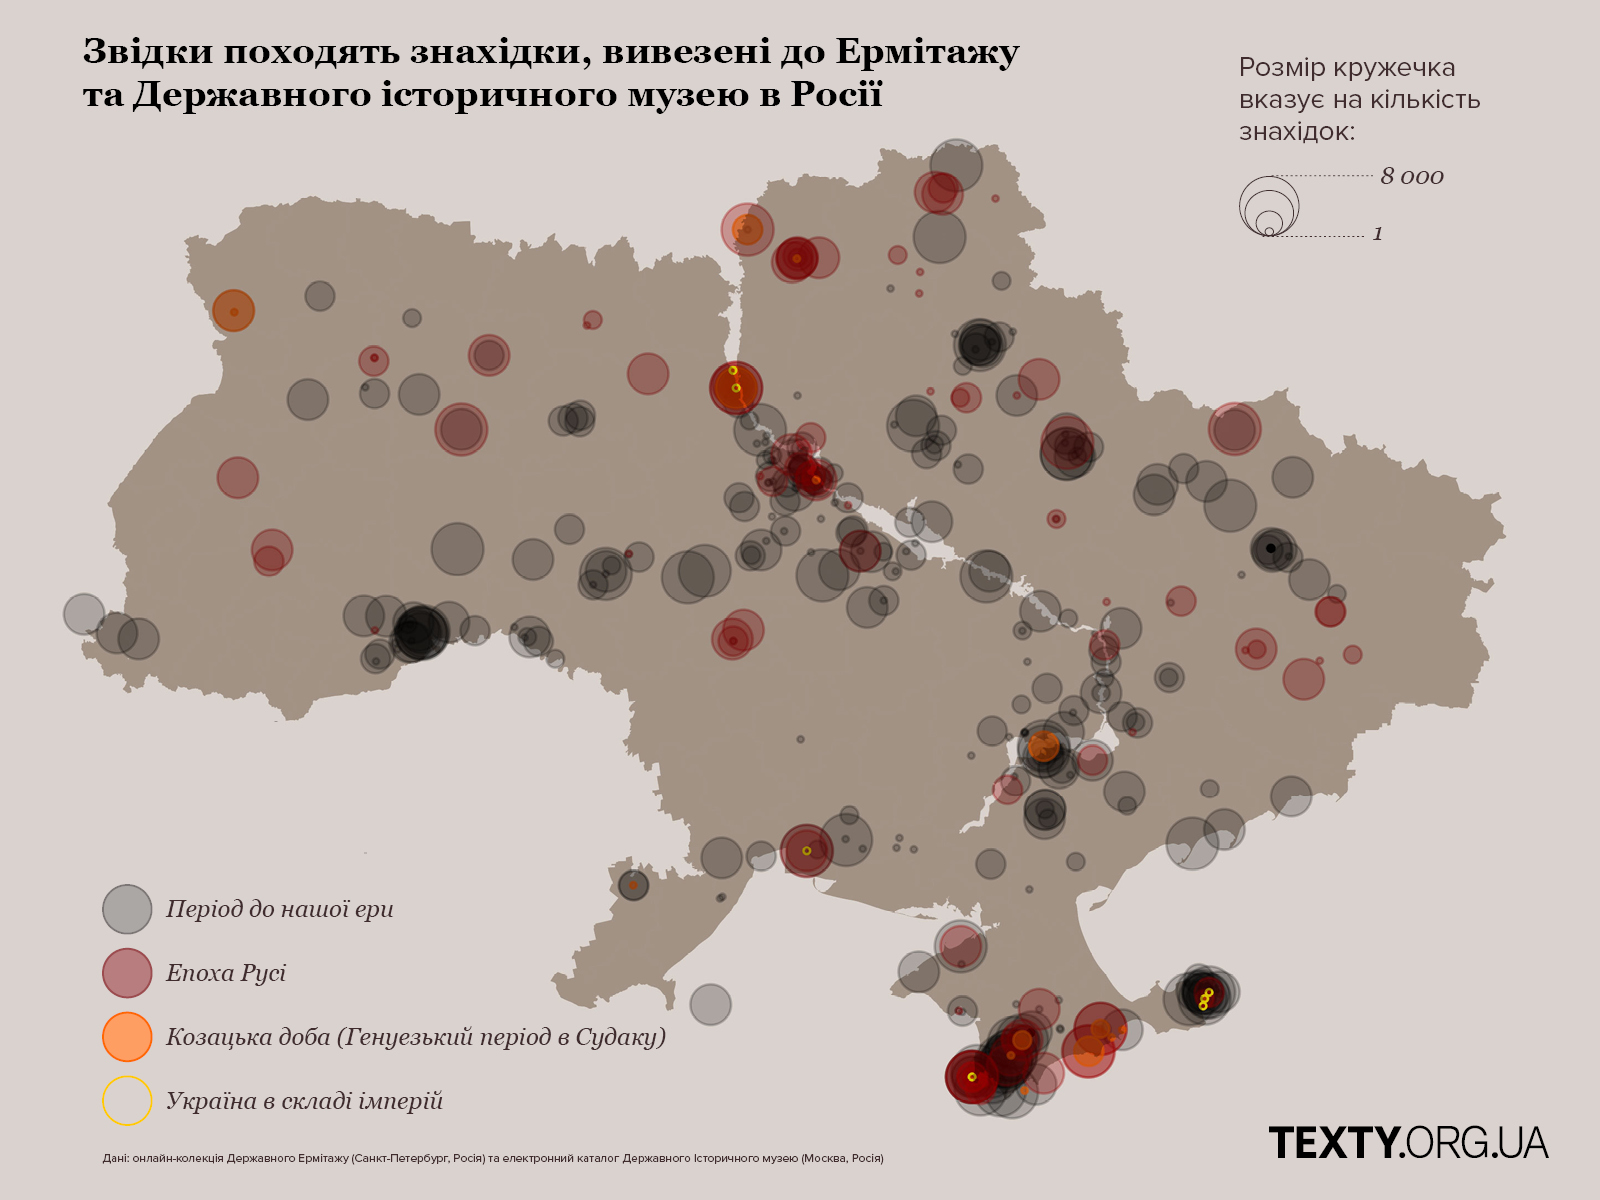 Звідки походять знахідки, вивезені до Ермітажу
та Державного історичного музею в Росії
Розмір кружечка
вказує на кількість
знахідок:
8 000
1
Період до нашої ери
Епоха Русі
Козацька доба (Генуезький період в Судаку)
Україна в складі імперій
Дані: онлайн-колекція Державного Ермітажу (Санкт-Петербург, Росія) та електронний каталог Державного Історичного музею (Москва, Росія)
TEXTY.ORG.UA